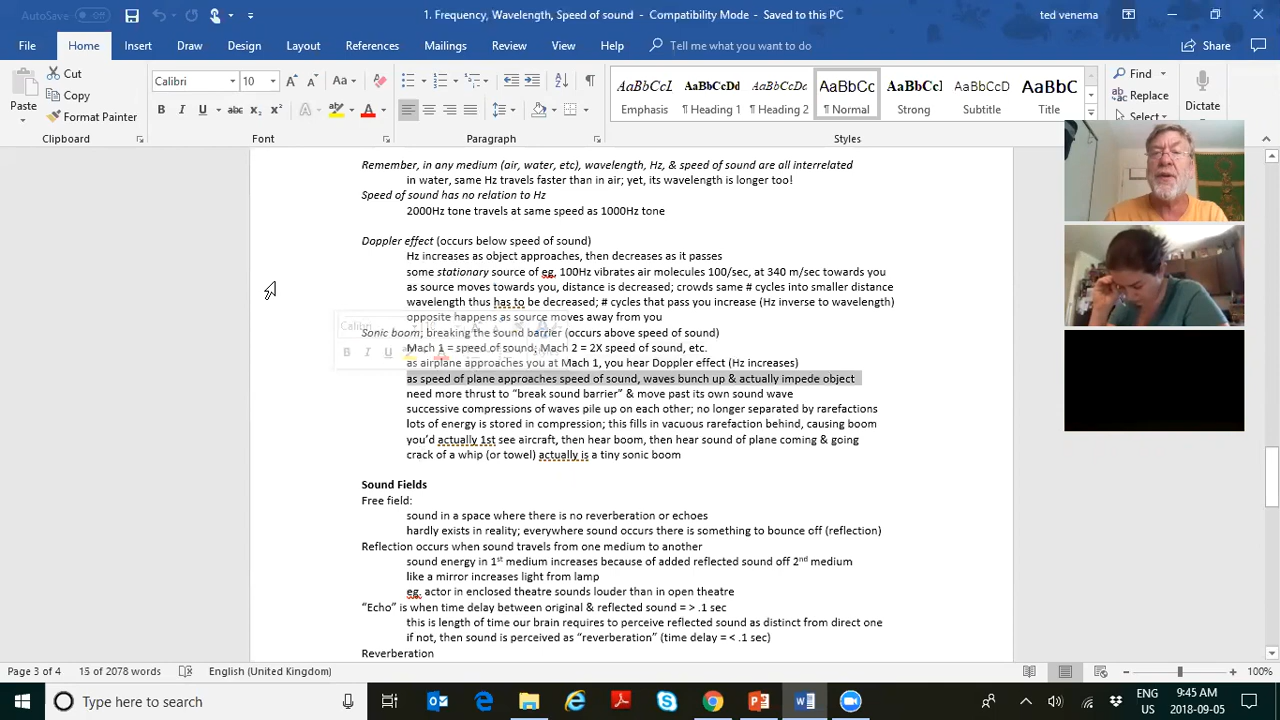 AutoSave Off
1. Frequency, Wavelength, Speed of sound - Compatibility Mode - Saved to this PC
ted venema
File Home Insert Draw Design Layout References Mailings Review View Help Tell me what you want to do Share
Paste
Cut
Copy
Format Painter
Calibri 10
AaBbCcL AaBbCcDd AaBbCcDd AaBbCc AaBbCcI AaBbCcDd AaBbCc
Emphasis ¶ Heading 1 ¶ Heading 2 ¶ Normal Strong Subtitle Title
Find
Replace
Select
Dictate
Clipboard Font Paragraph Styles
Remember, in any medium (air, water, etc), wavelength, Hz, & speed of sound are all interrelated
in water, same Hz travels faster than in air; yet, its wavelength is longer too!
Speed of sound has no relation to Hz
2000Hz tone travels at same speed as 1000Hz tone
Doppler effect (occurs below speed of sound)
Hz increases as object approaches, then decreases as it passes
some stationary source of eg. 100Hz vibrates air molecules 100/sec, at 340 m/sec towards you
as source moves towards you, distance is decreased; crowds same # cycles into smaller distance
wavelength thus has to be decreased; # cycles that pass you increase (Hz inverse to wavelength)
opposite happens as source moves away from you
Sonic boom; breaking the sound barrier (occurs above speed of sound)
Mach 1 = speed of sound; Mach 2 = 2X speed of sound, etc.
as airplane approaches you at Mach 1, you hear Doppler effect (Hz increases)
as speed of plane approaches speed of sound, waves bunch up & actually impede object
need more thrust to “break sound barrier” & move past its own sound wave
successive compressions of waves pile up on each other; no longer separated by rarefactions
lots of energy is stored in compression; this fills in vacuous rarefaction behind, causing boom
you’d actually 1st see aircraft, then hear boom, then hear sound of plane coming & going
crack of a whip (or towel) actually is a tiny sonic boom
Sound Fields
Free field:
sound in a space where there is no reverberation or echoes
hardly exists in reality; everywhere sound occurs there is something to bounce off (reflection)
Reflection occurs when sound travels from one medium to another
sound energy in 1st medium increases because of added reflected sound off 2nd medium
like a mirror increases light from lamp
eg. actor in enclosed theatre sounds louder than in open theatre
“Echo” is when time delay between original & reflected sound = > .1 sec
this is length of time our brain requires to perceive reflected sound as distinct from direct one
if not, then sound is perceived as “reverberation” (time delay = < .1 sec)
Reverberation
Page 3 of 4 15 of 2078 words English (United Kingdom) 100%
Type here to search
ENG
US
9:45 AM
2018-09-05